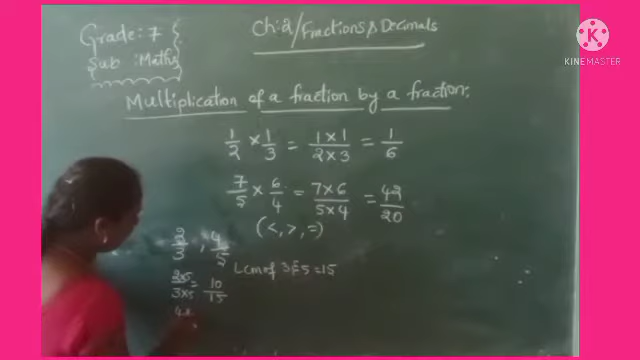 Grade: 7
Sub : Maths
Ch:2/Fractions & Decimals
KINEMASTER
Multiplication of a fraction by a fraction:
1/2 × 1/3 = 1×1/2×3 = 1/6
7/5 × 6/4 = 7×6/5×4 = 42/20
(<, >, =)
2/3 , 4/5
Lcm of 3 & 5 = 15
2×5/3×5 = 10/15
4×